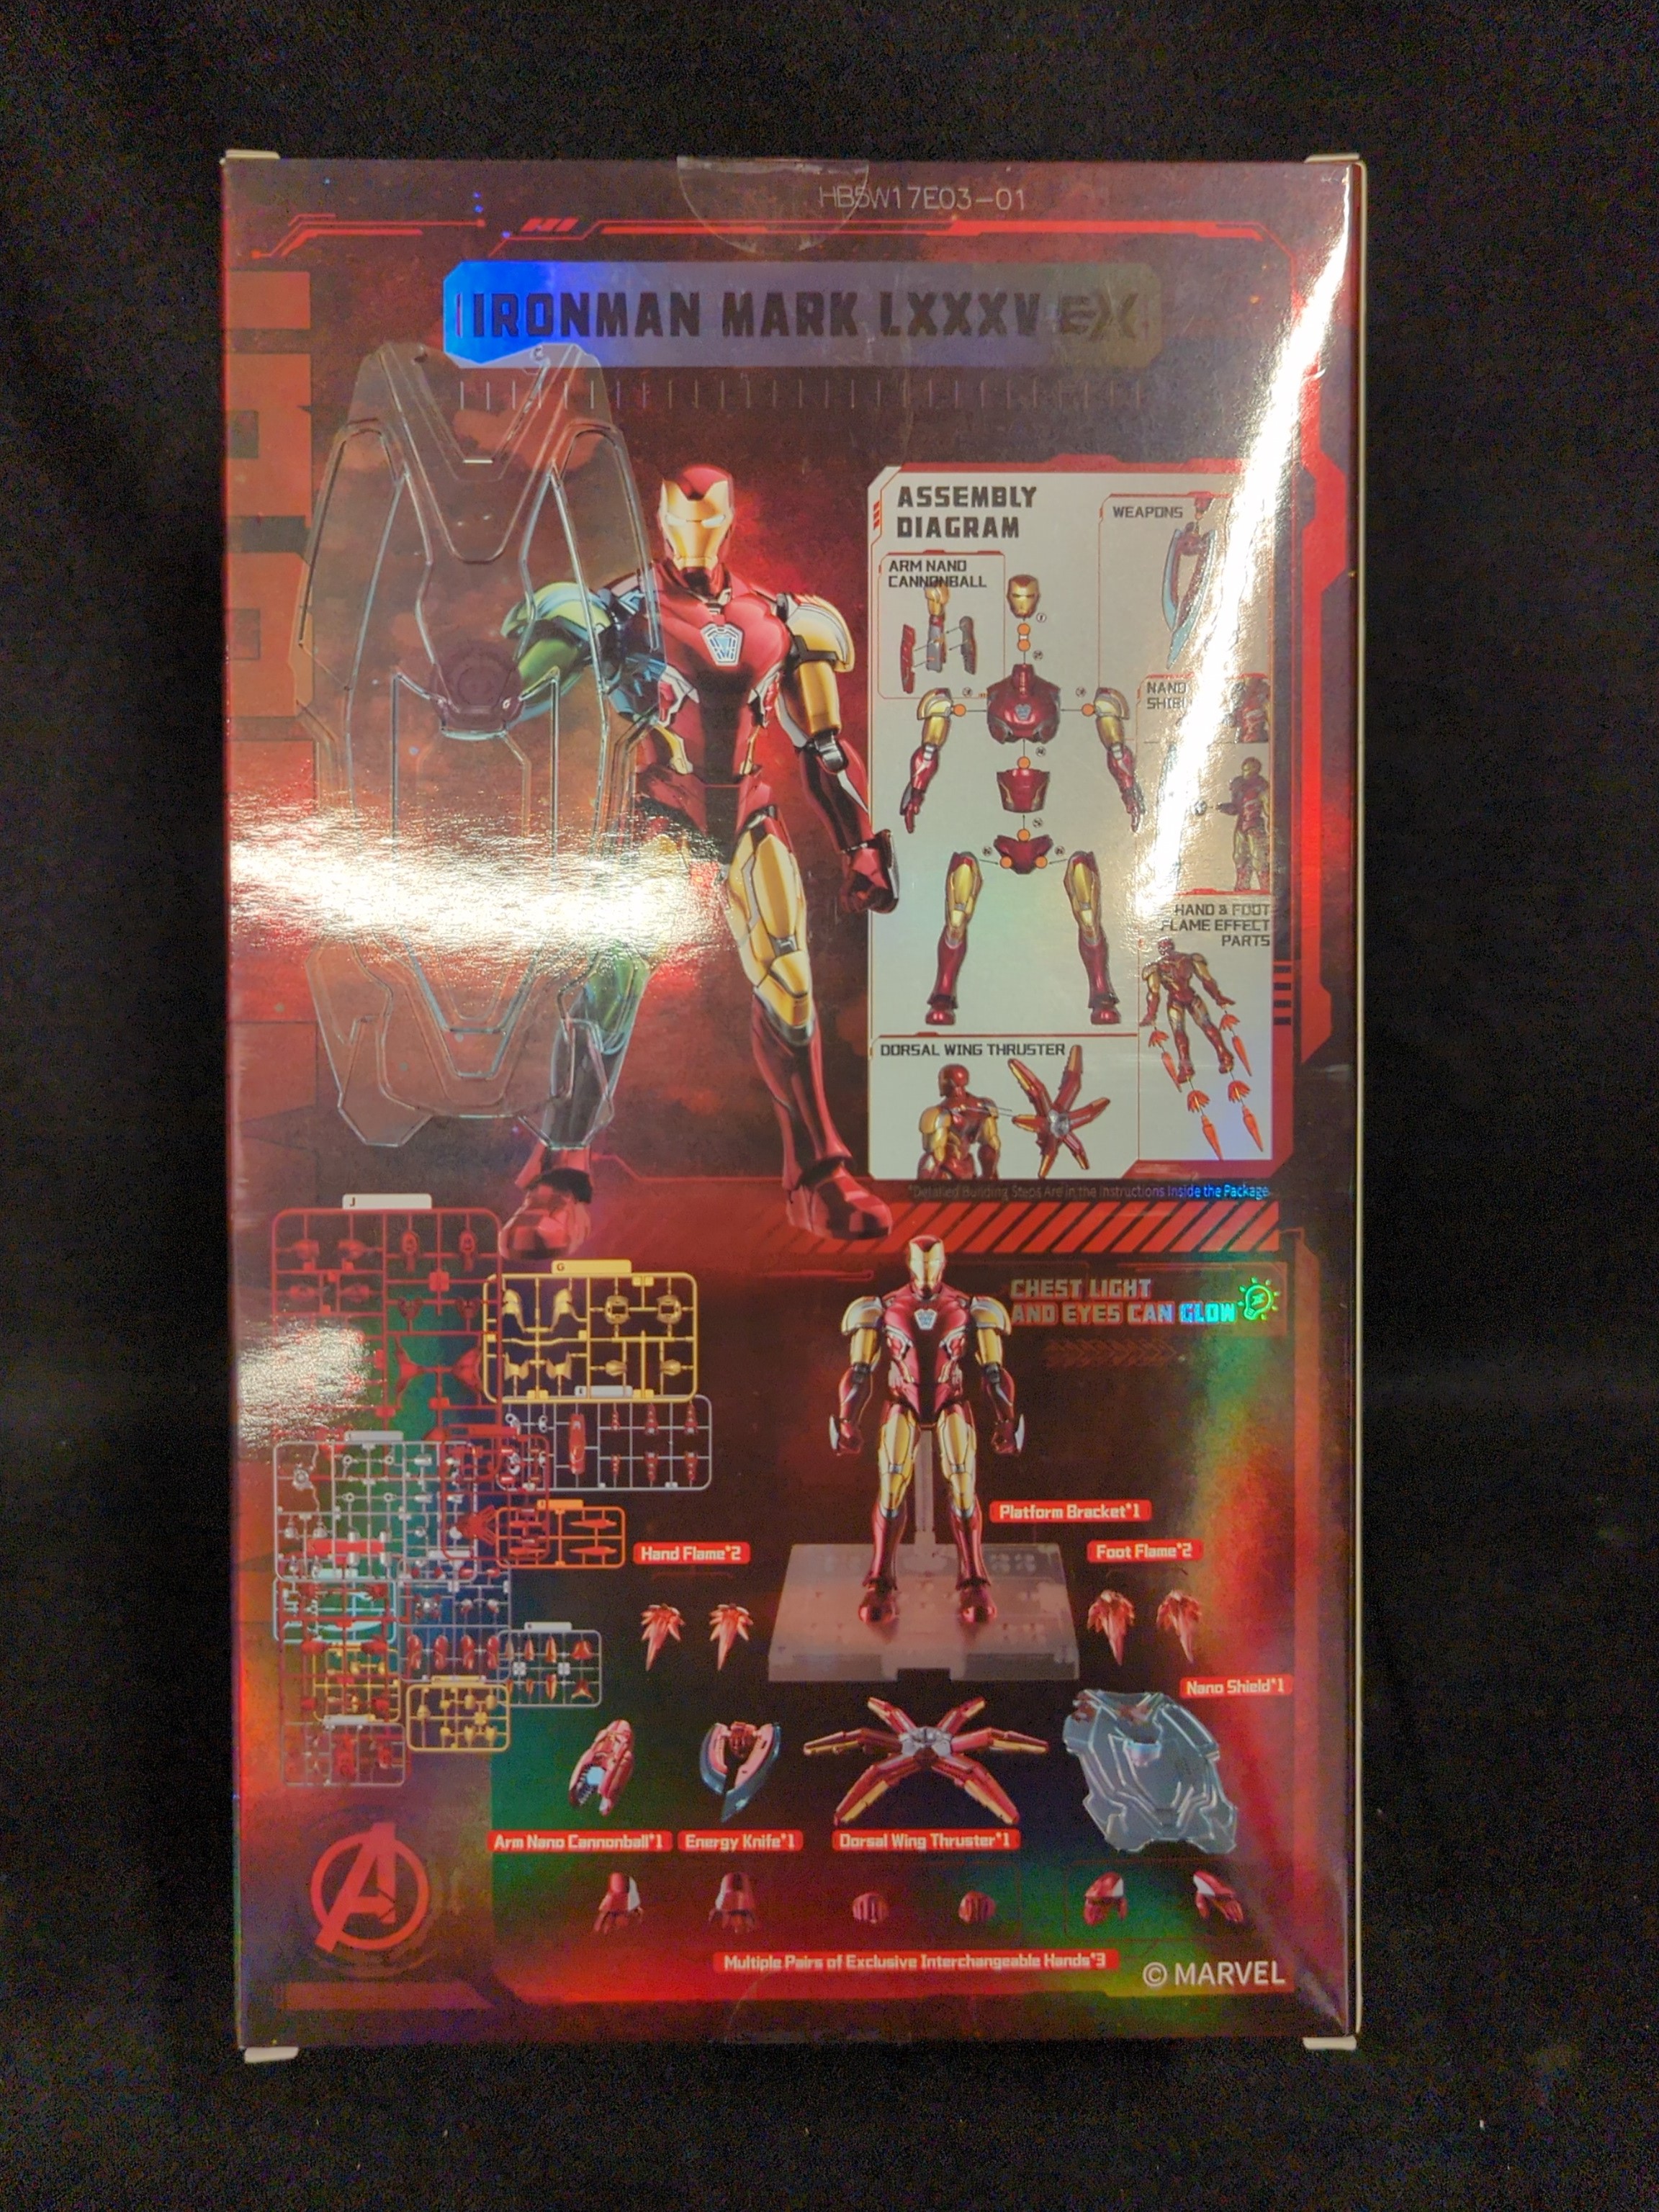 HB5W17E03-01
IRONMAN MARK LXXXV EX
ASSEMBLY
DIAGRAM
WEAPONS
ARM NANO
CANNONBALL
NANO
HAND & FOOT
FLAME EFFECT
PARTS
DORSAL WING THRUSTER
*Detailed Building Steps Are in the Instructions Inside the Package
J
G
CHEST LIGHT
AND EYES CAN GLOW
Platform Bracket*1
Hand Flame*2
Foot Flame*2
Nano Shield*1
Arm Nano Cannonball*1
Energy Knife*1
Dorsal Wing Thruster*1
Multiple Pairs of Exclusive Interchangeable Hands*3
© MARVEL